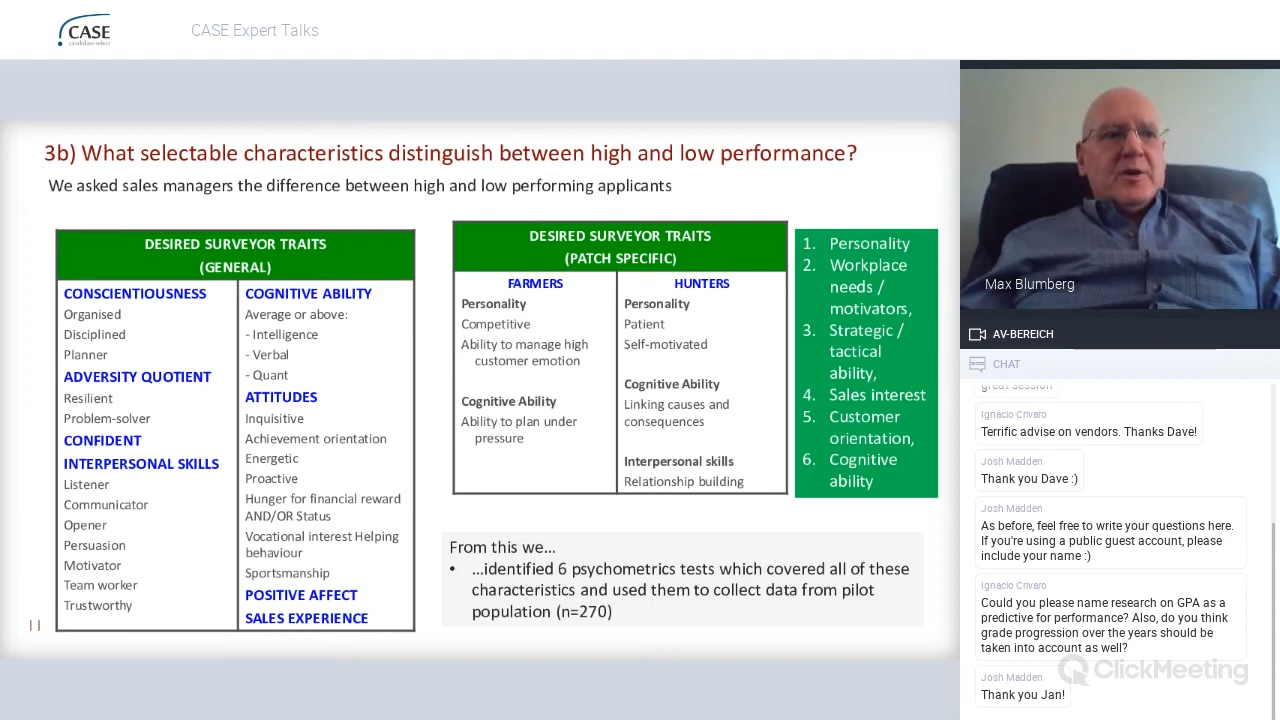 CASE
candidate select
CASE Expert Talks
3b) What selectable characteristics distinguish between high and low performance?
We asked sales managers the difference between high and low performing applicants
DESIRED SURVEYOR TRAITS
(GENERAL)
CONSCIENTIOUSNESS
Organised
Disciplined
Planner
ADVERSITY QUOTIENT
Resilient
Problem-solver
CONFIDENT
INTERPERSONAL SKILLS
Listener
Communicator
Opener
Persuasion
Motivator
Team worker
Trustworthy
COGNITIVE ABILITY
Average or above:
- Intelligence
- Verbal
- Quant
ATTITUDES
Inquisitive
Achievement orientation
Energetic
Proactive
Hunger for financial reward
AND/OR Status
Vocational interest Helping
behaviour
Sportsmanship
POSITIVE AFFECT
SALES EXPERIENCE
DESIRED SURVEYOR TRAITS
(PATCH SPECIFIC)
FARMERS
Personality
Competitive
Ability to manage high
customer emotion
Cognitive Ability
Ability to plan under
pressure
HUNTERS
Personality
Patient
Self-motivated
Cognitive Ability
Linking causes and
consequences
Interpersonal skills
Relationship building
1. Personality
2. Workplace
needs /
motivators,
3. Strategic /
tactical
ability,
4. Sales interest
5. Customer
orientation,
6. Cognitive
ability
From this we...
• ...identified 6 psychometrics tests which covered all of these
characteristics and used them to collect data from pilot
population (n=270)
11
Max Blumberg
AV-BEREICH
CHAT
great session
Ignacio Crivaro
Terrific advise on vendors. Thanks Dave!
Josh Madden
Thank you Dave :)
Josh Madden
As before, feel free to write your questions here.
If you're using a public guest account, please
include your name :)
Ignacio Crivaro
Could you please name research on GPA as a
predictive for performance? Also, do you think
grade progression over the years should be
taken into account as well?
Josh Madden
Thank you Jan!
ClickMeeting